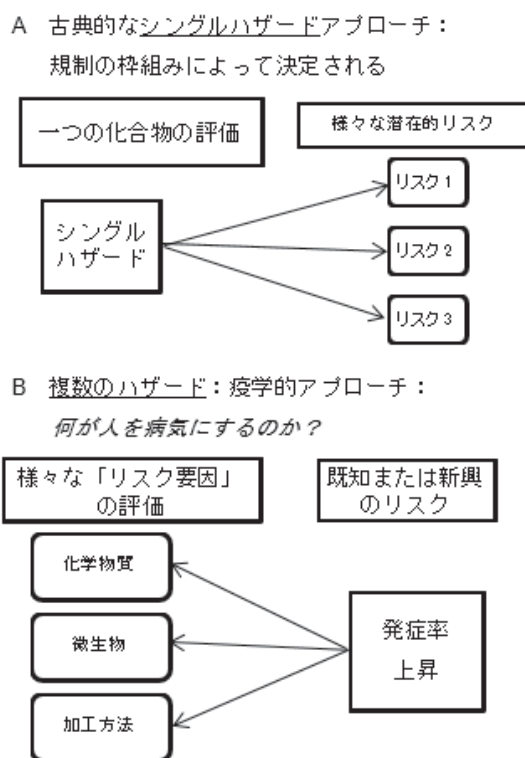 A 古典的なシングルハザードアプローチ：
規制の枠組みによって決定される
一つの化合物の評価
様々な潜在的リスク
シングル
ハザード
リスク1
リスク2
リスク3
B 複数のハザード：疫学的アプローチ：
何が人を病気にするのか？
様々な「リスク要因」
の評価
既知または新興
のリスク
化学物質
微生物
加工方法
発症率
上昇